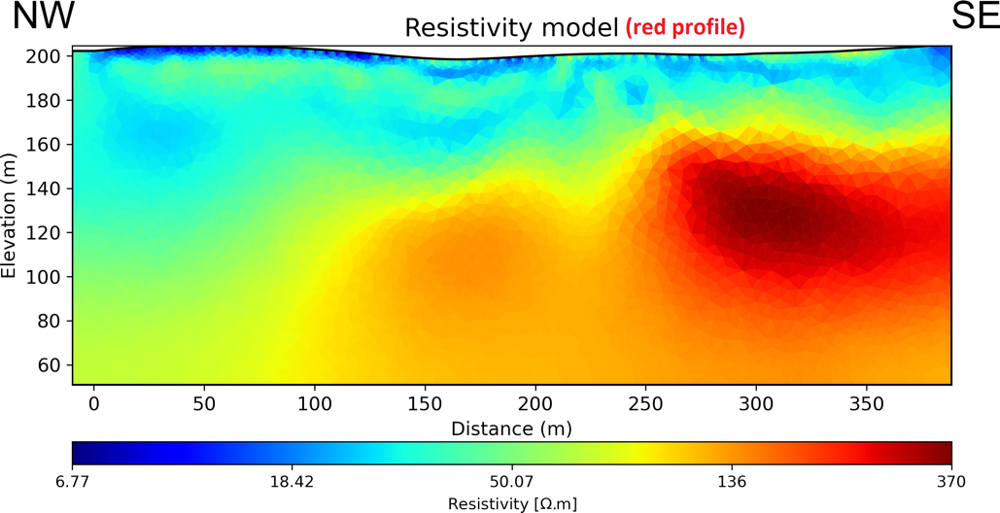 NW
SE
Resistivity model (red profile)
200
180
160
140
120
100
80
60
Elevation (m)
0 50 100 150 200 250 300 350
Distance (m)
6.77 18.42 50.07 136 370
Resistivity [Ω.m]